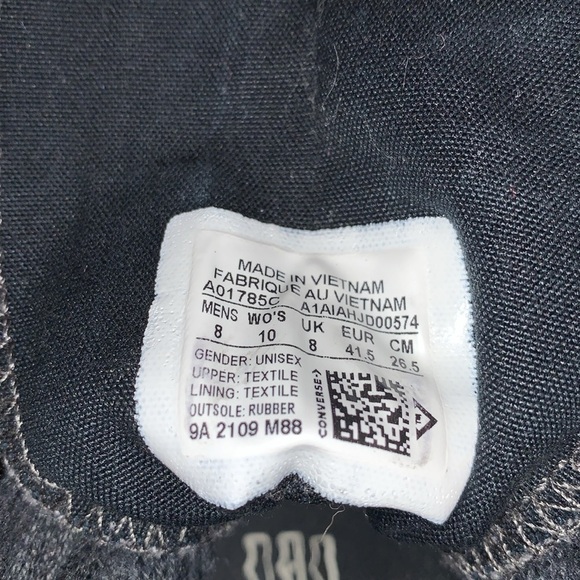 MADE IN VIETNAM
FABRIQUE AU VIETNAM
A01785C A1AIAHJD00574
MENS WO'S UK EUR CM
8 10 8 41.5 26.5
GENDER: UNISEX
UPPER: TEXTILE
LINING: TEXTILE
OUTSOLE: RUBBER
9A 2109 M88
CONVERSE
TM